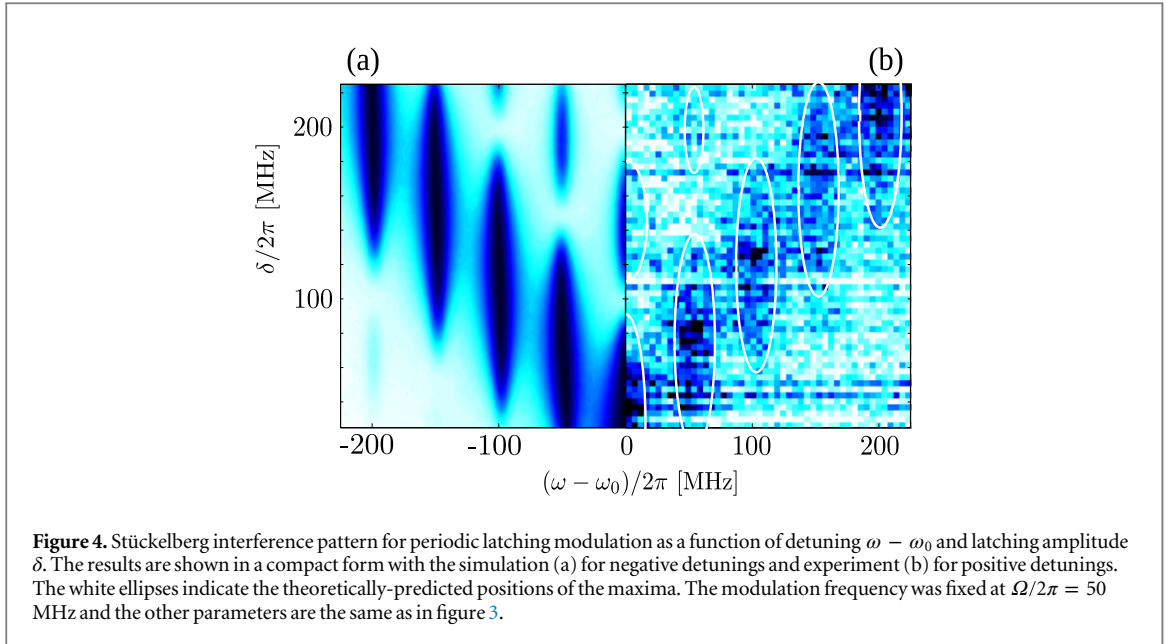 (a) (b)
200
100
δ/2π [MHz]
-200 -100 0 100 200
(ω − ω₀)/2π [MHz]
Figure 4. Stückelberg interference pattern for periodic latching modulation as a function of detuning ω − ω₀ and latching amplitude
δ. The results are shown in a compact form with the simulation (a) for negative detunings and experiment (b) for positive detunings.
The white ellipses indicate the theoretically-predicted positions of the maxima. The modulation frequency was fixed at Ω/2π = 50
MHz and the other parameters are the same as in figure 3.